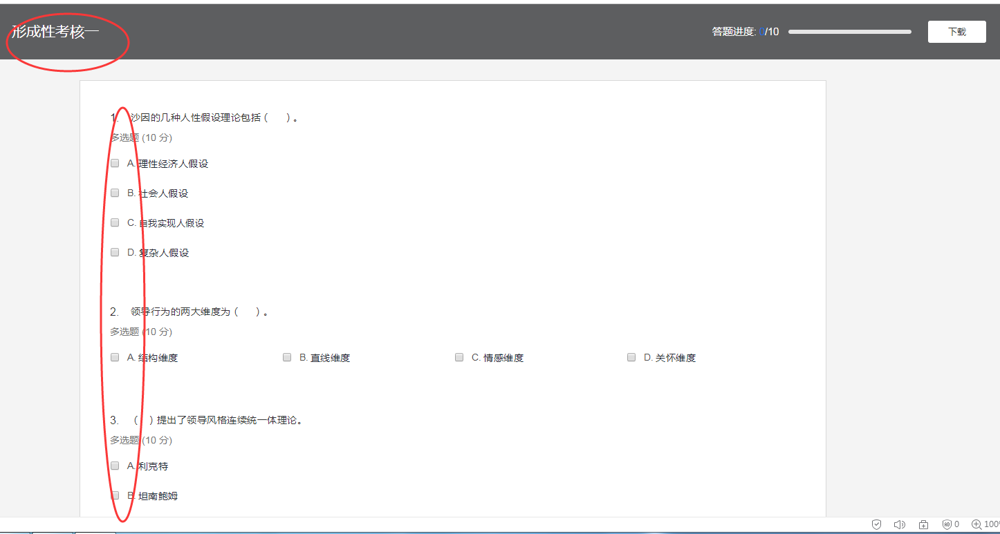 形成性考核一
答题进度: 0/10
下载
1. 沙因的几种人性假设理论包括（ ）。
多选题 (10 分)
A. 理性经济人假设
B. 社会人假设
C. 自我实现人假设
D. 复杂人假设
2. 领导行为的两大维度为（ ）。
多选题 (10 分)
A. 结构维度 B. 直线维度 C. 情感维度 D. 关怀维度
3. （ ）提出了领导风格连续统一体理论。
多选题 (10 分)
A. 利克特
B. 坦南鲍姆
AD 0 100%